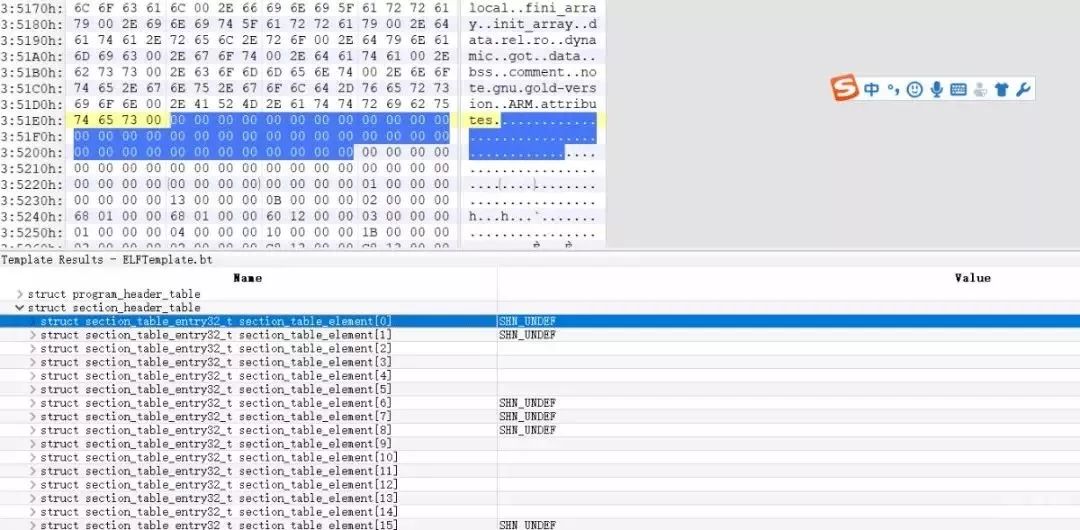 3:5170h: 6C 6F 63 61 6C 00 2E 66 69 6E 69 5F 61 72 72 61 local..fini_arra
3:5180h: 79 00 2E 69 6E 69 74 5F 61 72 72 61 79 00 2E 64 y..init_array..d
3:5190h: 61 74 61 2E 72 65 6C 2E 72 6F 00 2E 64 79 6E 61 ata.rel.ro..dyna
3:51A0h: 6D 69 63 00 2E 67 6F 74 00 2E 64 61 74 61 00 2E mic..got..data..
3:51B0h: 62 73 73 00 2E 63 6F 6D 6D 65 6E 74 00 2E 6E 6F bss..comment..no
3:51C0h: 74 65 2E 67 6E 75 2E 67 6F 6C 64 2D 76 65 72 73 te.gnu.gold-vers
3:51D0h: 69 6F 6E 00 2E 41 52 4D 2E 61 74 74 72 69 62 75 ion..ARM.attribu
3:51E0h: 74 65 73 00 00 00 00 00 00 00 00 00 00 00 00 00 tes.............
3:51F0h: 00 00 00 00 00 00 00 00 00 00 00 00 00 00 00 00 ................
3:5200h: 00 00 00 00 00 00 00 00 00 00 00 00 00 00 00 00 ................
3:5210h: 00 00 00 00 00 00 00 00 00 00 00 00 00 00 00 00 ................
3:5220h: 00 00 00 00 00 00 00 00 00 00 00 00 01 00 00 00 ................
3:5230h: 00 00 00 00 13 00 00 00 0B 00 00 00 02 00 00 00 ................
3:5240h: 68 01 00 00 68 01 00 00 60 12 00 00 03 00 00 00 h...h...`.......
3:5250h: 01 00 00 00 04 00 00 00 10 00 00 00 1B 00 00 00 ................
中
Template Results - ELFTemplate.bt
Name Value
struct program_header_table
struct section_header_table
struct section_table_entry32_t section_table_element[0] SHN_UNDEF
struct section_table_entry32_t section_table_element[1] SHN_UNDEF
struct section_table_entry32_t section_table_element[2]
struct section_table_entry32_t section_table_element[3]
struct section_table_entry32_t section_table_element[4]
struct section_table_entry32_t section_table_element[5]
struct section_table_entry32_t section_table_element[6] SHN_UNDEF
struct section_table_entry32_t section_table_element[7] SHN_UNDEF
struct section_table_entry32_t section_table_element[8] SHN_UNDEF
struct section_table_entry32_t section_table_element[9]
struct section_table_entry32_t section_table_element[10]
struct section_table_entry32_t section_table_element[11]
struct section_table_entry32_t section_table_element[12]
struct section_table_entry32_t section_table_element[13]
struct section_table_entry32_t section_table_element[14]
struct section_table_entry32_t section_table_element[15] SHN_UNDEF